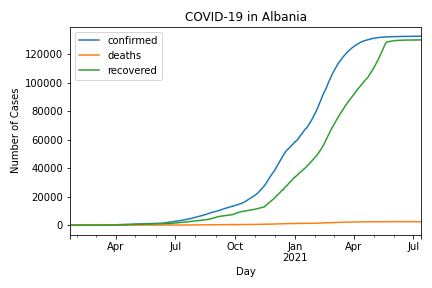 COVID-19 in Albania
confirmed
deaths
recovered
Number of Cases
120000
100000
80000
60000
40000
20000
0
Apr
Jul
Oct
Jan
2021
Apr
Jul
Day